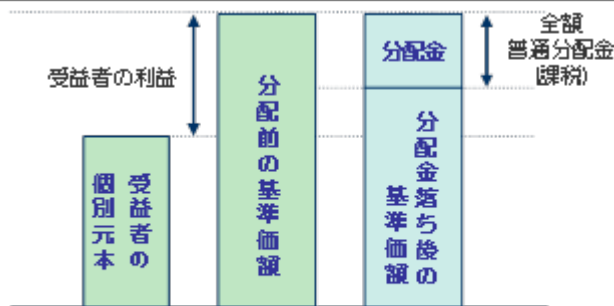 受益者の利益
受益者の
個別元本
分配前の基準価額
分配金
分配金落ち後の
基準価額
全額
普通分配金
(課税)